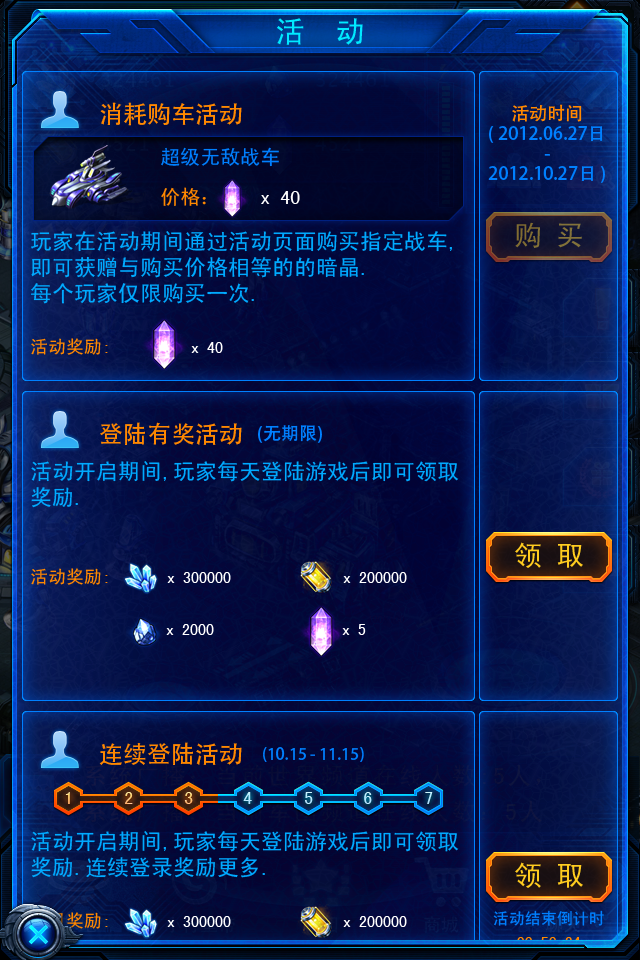 活 动
消耗购车活动
超级无敌战车
价格: x 40
玩家在活动期间通过活动页面购买指定战车,
即可获赠与购买价格相等的的暗晶.
每个玩家仅限购买一次.
活动奖励: x 40
活动时间
( 2012.06.27日
-
2012.10.27日 )
购 买
登陆有奖活动 (无期限)
活动开启期间, 玩家每天登陆游戏后即可领取
奖励.
活动奖励: x 300000 x 200000
x 2000 x 5
领 取
连续登陆活动 (10.15 - 11.15)
1 2 3 4 5 6 7
活动开启期间, 玩家每天登陆游戏后即可领取
奖励. 连续登录奖励更多.
奖励: x 300000 x 200000
领 取
活动结束倒计时